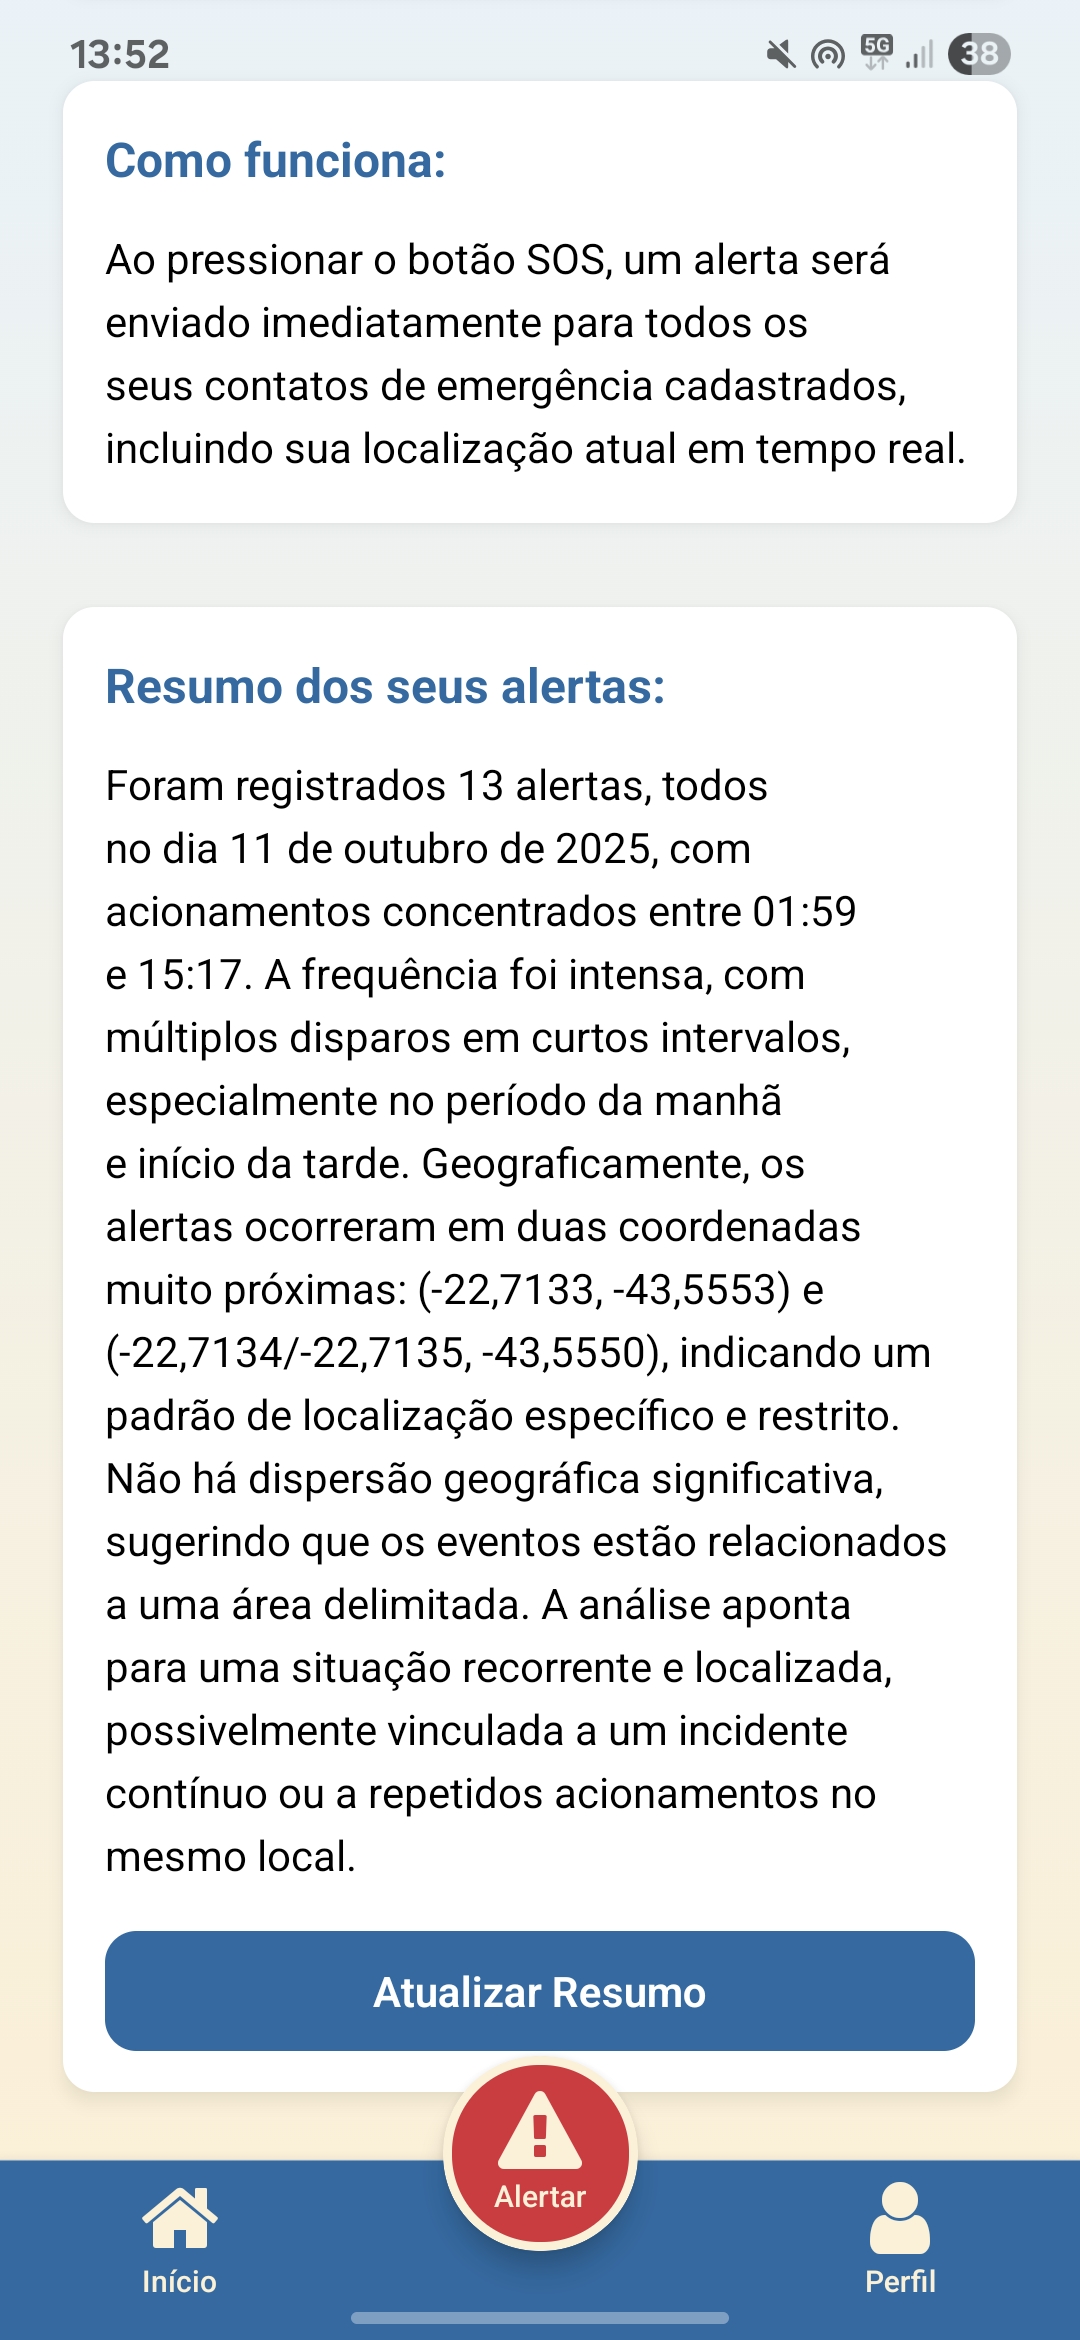 13:52
5G
38
Como funciona:
Ao pressionar o botão SOS, um alerta será
enviado imediatamente para todos os
seus contatos de emergência cadastrados,
incluindo sua localização atual em tempo real.
Resumo dos seus alertas:
Foram registrados 13 alertas, todos
no dia 11 de outubro de 2025, com
acionamentos concentrados entre 01:59
e 15:17. A frequência foi intensa, com
múltiplos disparos em curtos intervalos,
especialmente no período da manhã
e início da tarde. Geograficamente, os
alertas ocorreram em duas coordenadas
muito próximas: (-22,7133, -43,5553) e
(-22,7134/-22,7135, -43,5550), indicando um
padrão de localização específico e restrito.
Não há dispersão geográfica significativa,
sugerindo que os eventos estão relacionados
a uma área delimitada. A análise aponta
para uma situação recorrente e localizada,
possivelmente vinculada a um incidente
contínuo ou a repetidos acionamentos no
mesmo local.
Atualizar Resumo
Alertar
Início
Perfil